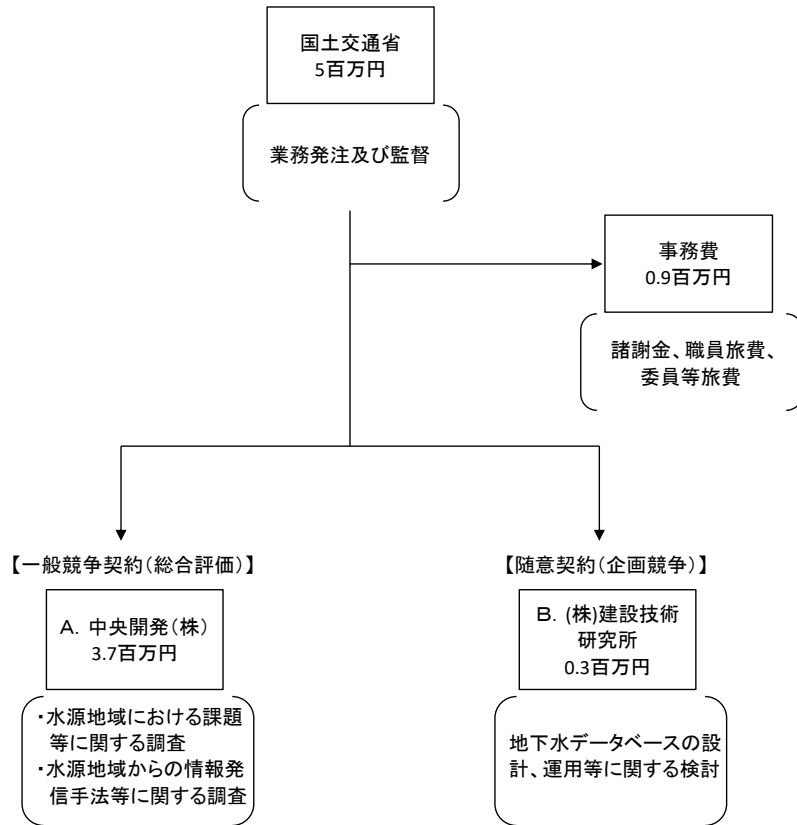 国土交通省
5百万円
業務発注及び監督
事務費
0.9百万円
諸謝金、職員旅費、
委員等旅費
【一般競争契約(総合評価)】
A. 中央開発(株)
3.7百万円
・水源地域における課題
等に関する調査
・水源地域からの情報発
信手法等に関する調査
【随意契約(企画競争)】
B. (株)建設技術
研究所
0.3百万円
地下水データベースの設
計、運用等に関する検討